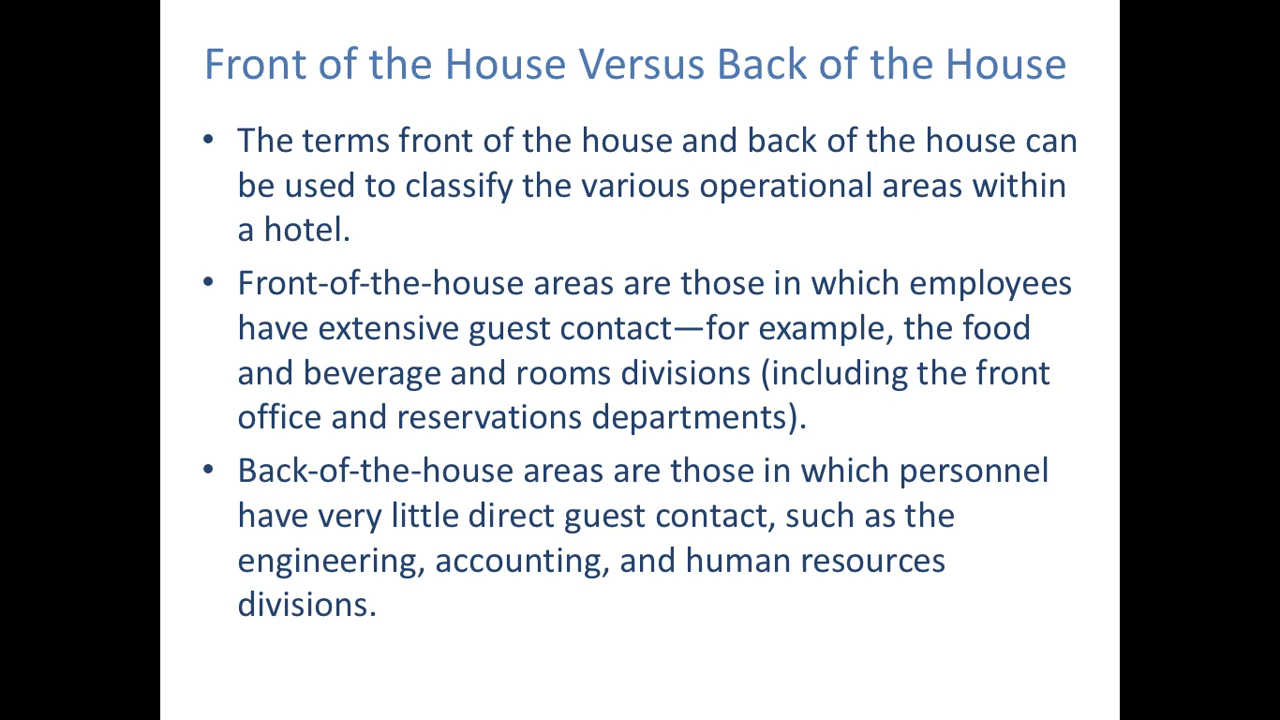 Front of the House Versus Back of the House
• The terms front of the house and back of the house can
be used to classify the various operational areas within
a hotel.
• Front-of-the-house areas are those in which employees
have extensive guest contact—for example, the food
and beverage and rooms divisions (including the front
office and reservations departments).
• Back-of-the-house areas are those in which personnel
have very little direct guest contact, such as the
engineering, accounting, and human resources
divisions.